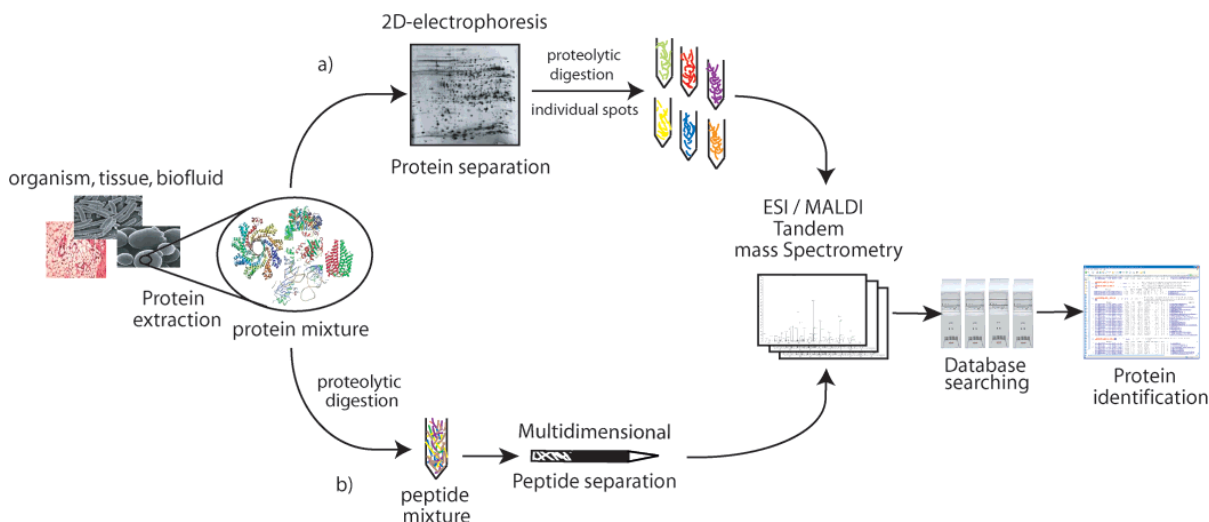 2D-electrophoresis
a)
proteolytic
digestion
individual spots
Protein separation
organism, tissue, biofluid
Protein
extraction
protein mixture
ESI / MALDI
Tandem
mass Spectrometry
Database
searching
Protein
identification
proteolytic
digestion
b)
peptide
mixture
Multidimensional
Peptide separation